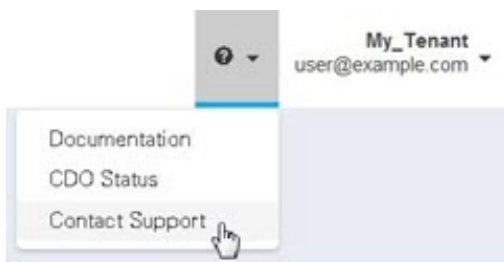 ?
My_Tenant
user@example.com
Documentation
CDO Status
Contact Support